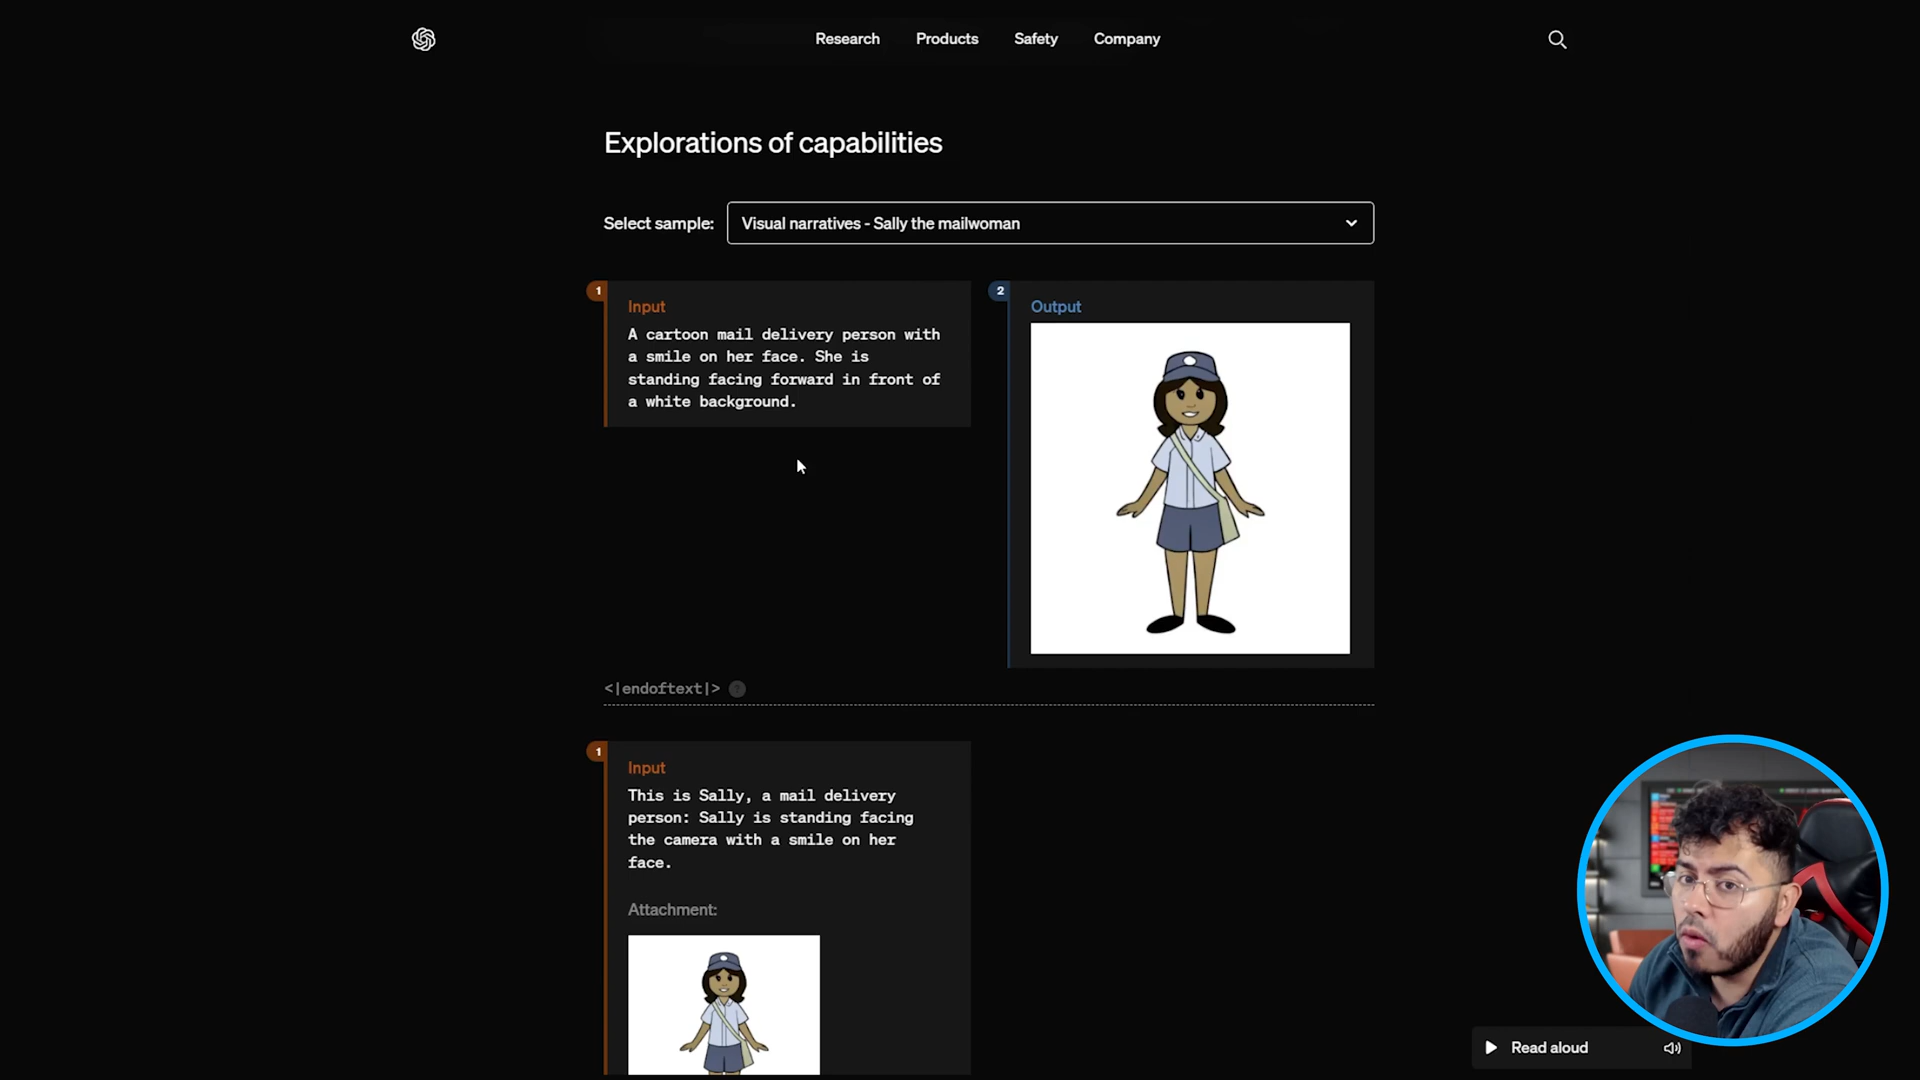 Research Products Safety Company
Explorations of capabilities
Select sample: Visual narratives - Sally the mailwoman
1
Input
A cartoon mail delivery person with
a smile on her face. She is
standing facing forward in front of
a white background.
2
Output
<|endoftext|> ?
1
Input
This is Sally, a mail delivery
person: Sally is standing facing
the camera with a smile on her
face.
Attachment:
Read aloud